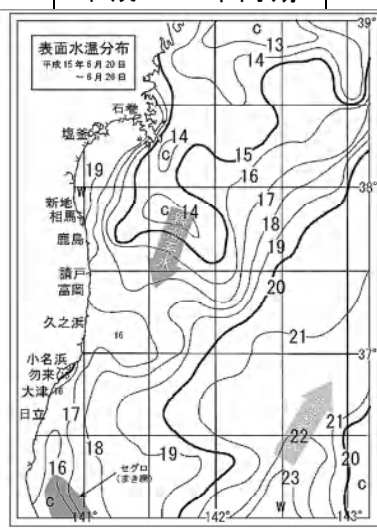 表面水温分布
平成15年6月20日
～6月26日
C
13
14
39°
石巻
塩釜
14
C
15
16
19
W
38°
新地
相馬
鹿島
C
14
17
18
19
20
請戸
富岡
久之浜
16
21
37°
小名浜
勿来
大津
16
日立
17
18
19
22
21
20
16
セグロ
(まき網)
C
23
W
C
141°
142°
143°